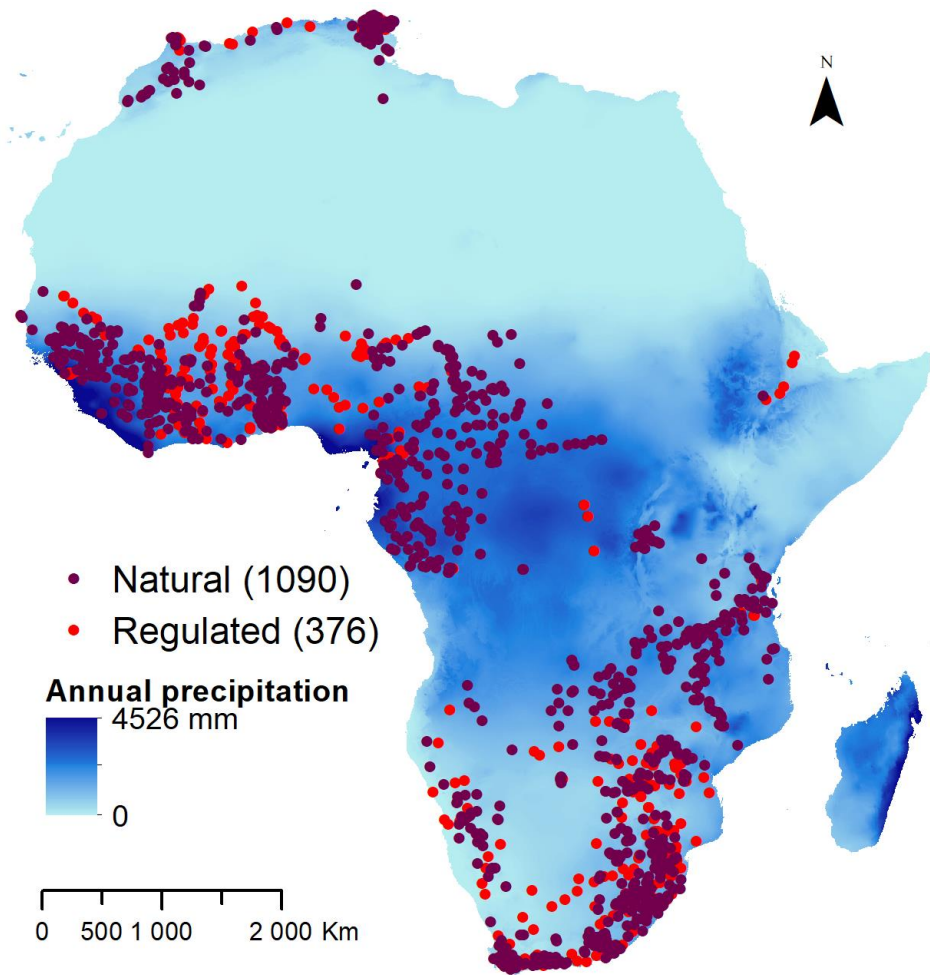 N
Natural (1090)
Regulated (376)
Annual precipitation
4526 mm
0
0 500 1 000 2 000 Km